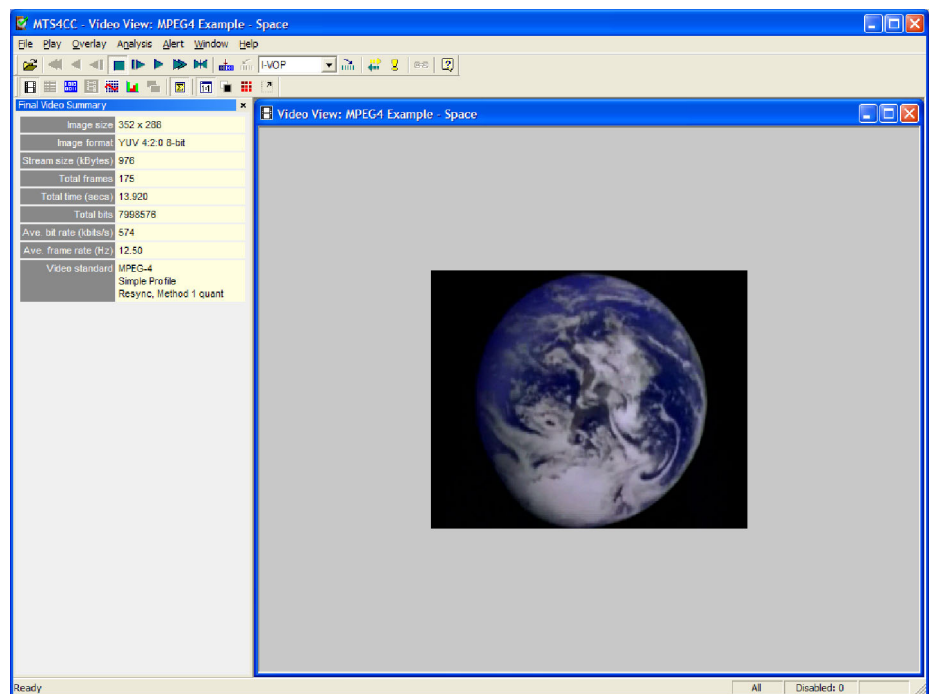 MTS4CC - Video View: MPEG4 Example - Space
File Play Overlay Analysis Alert Window Help
I-VOP
Final Video Summary
Video View: MPEG4 Example - Space
Image size 352 x 288
Image format YUV 4:2:0 8-bit
Stream size (kBytes) 976
Total frames 175
Total time (secs) 13.920
Total bits 7998576
Ave. bit rate (kbits/s) 574
Ave. frame rate (Hz) 12.50
Video standard MPEG-4
Simple Profile
Resync, Method 1 quant
Ready All Disabled: 0